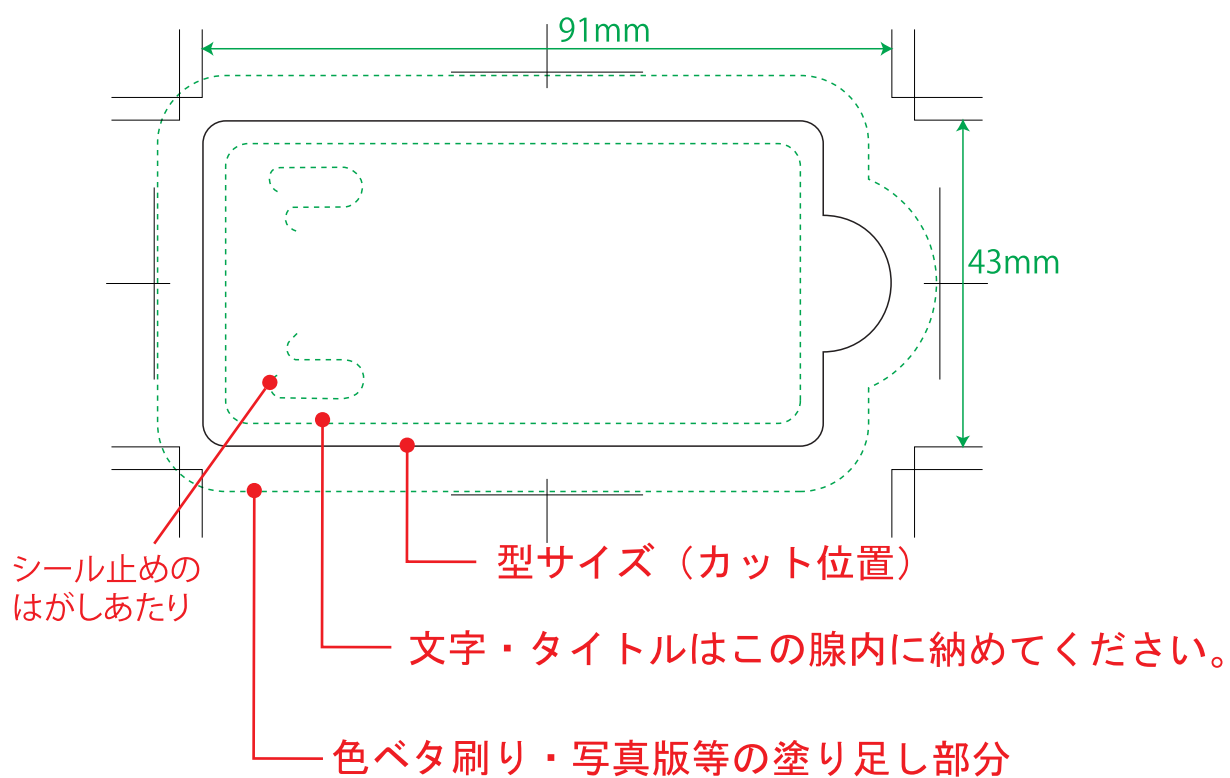 91mm
43mm
シール止めの
はがしあたり
型サイズ（カット位置）
文字・タイトルはこの腺内に納めてください。
色ベタ刷り・写真版等の塗り足し部分